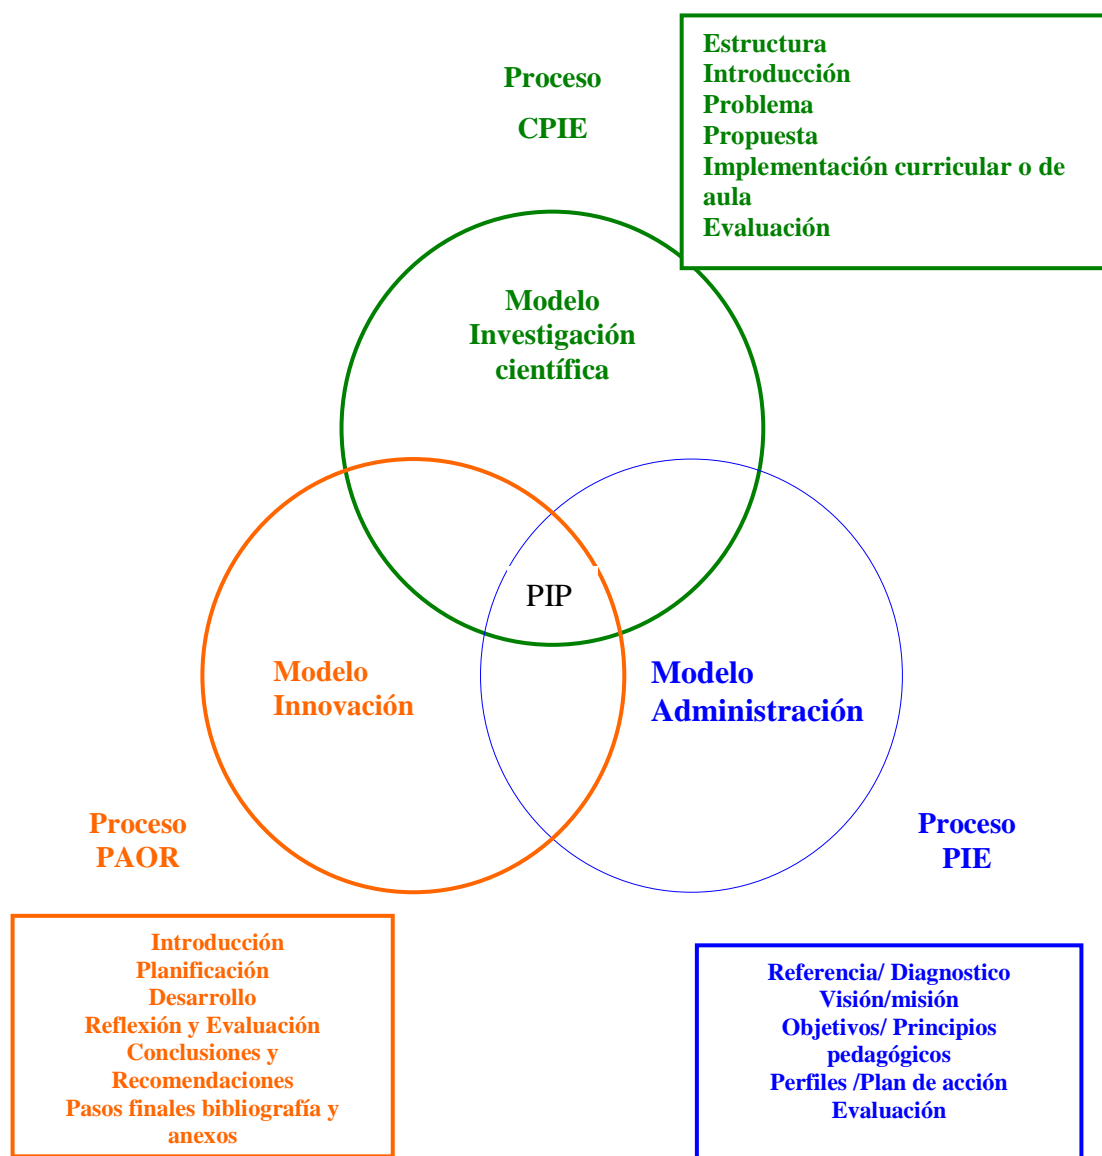 Proceso
CPIE
Estructura
Introducción
Problema
Propuesta
Implementación curricular o de
aula
Evaluación
Modelo
Investigación
científica
PIP
Modelo
Innovación
Modelo
Administración
Proceso
PAOR
Proceso
PIE
Introducción
Planificación
Desarrollo
Reflexión y Evaluación
Conclusiones y
Recomendaciones
Pasos finales bibliografía y
anexos
Referencia/ Diagnostico
Visión/misión
Objetivos/ Principios
pedagógicos
Perfiles /Plan de acción
Evaluación